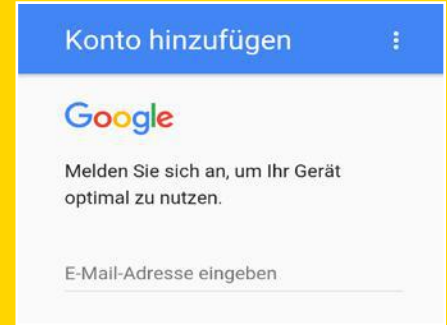 Konto hinzufügen
Google
Melden Sie sich an, um Ihr Gerät
optimal zu nutzen.
E-Mail-Adresse eingeben